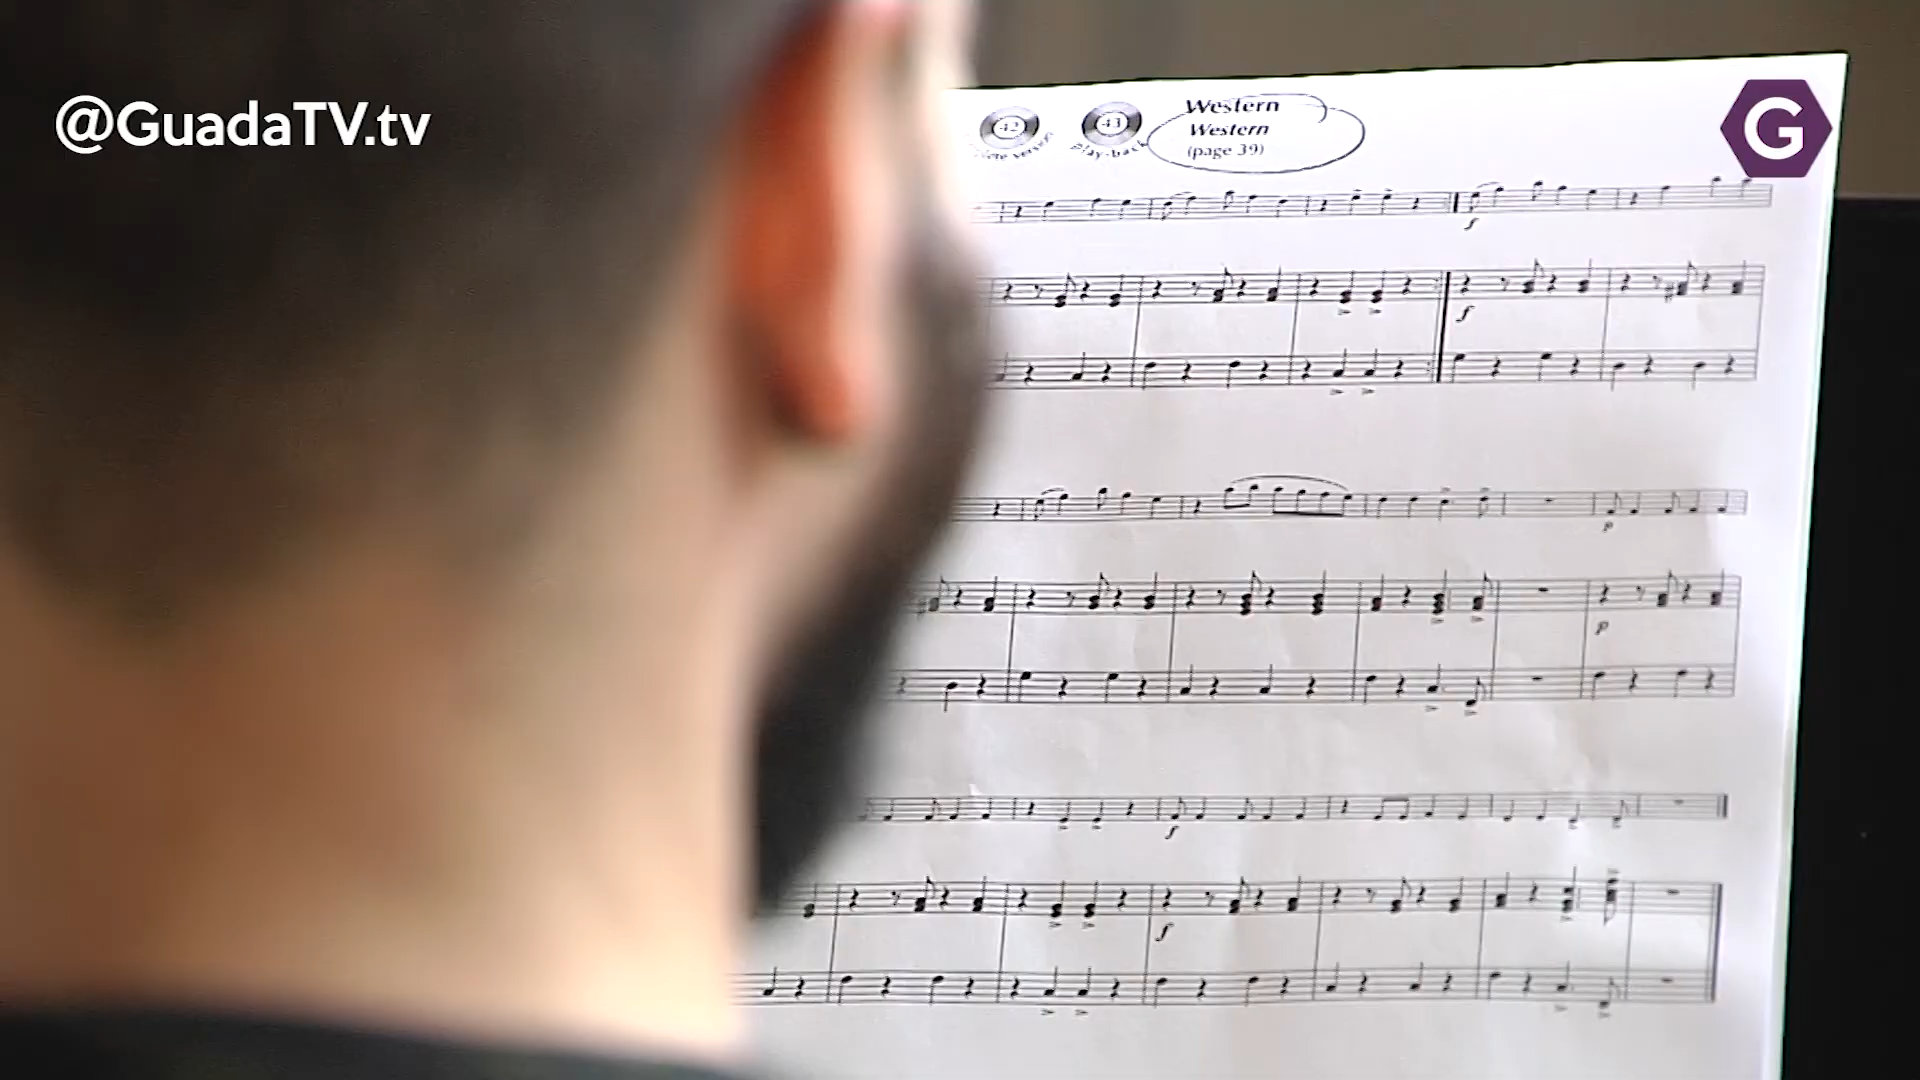 @GuadaTV.tv
G
42
43
Play-back
Western
Western
(page 39)
f
f
p
p
f
f